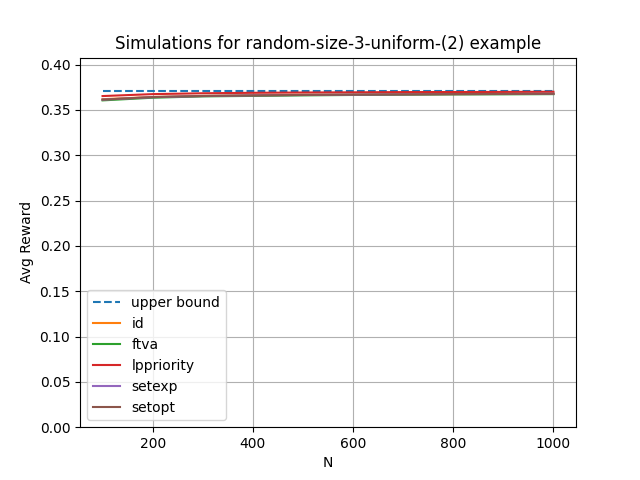 Simulations for random-size-3-uniform-(2) example
0.40
0.35
0.30
0.25
0.20
0.15
0.10
0.05
0.00
Avg Reward
upper bound
id
ftva
lppriority
setexp
setopt
200
400
600
800
1000
N